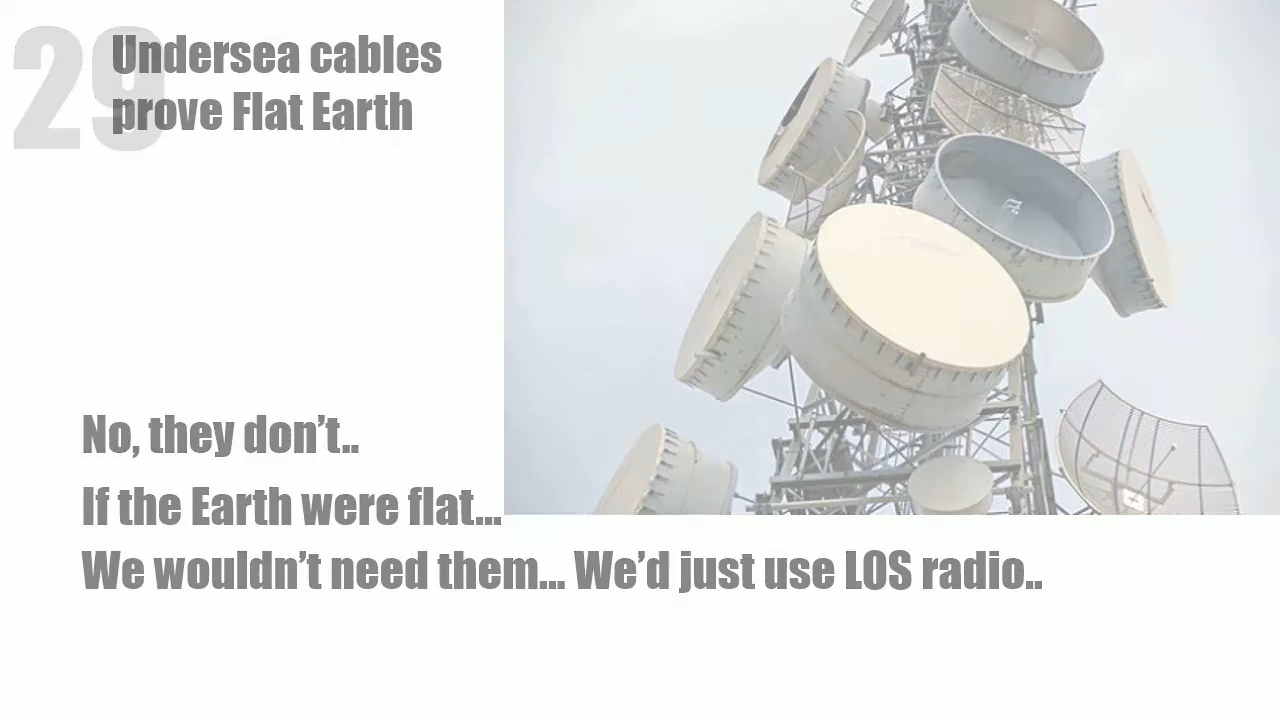 29
Undersea cables
prove Flat Earth
No, they don’t..
If the Earth were flat...
We wouldn’t need them... We’d just use LOS radio..